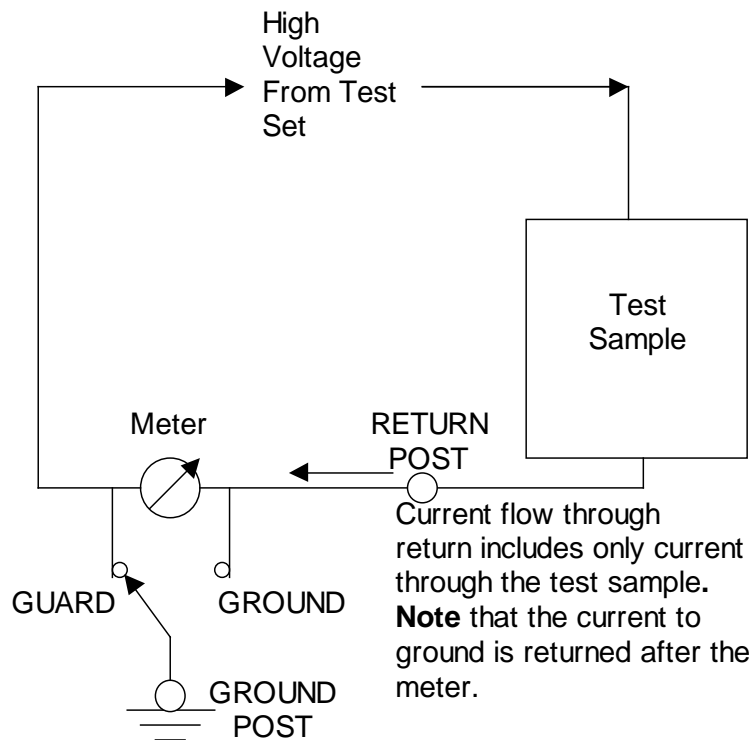 High
Voltage
From Test
Set
Test
Sample
Meter
RETURN
POST
Current flow through
return includes only current
through the test sample.
Note that the current to
ground is returned after the
meter.
GUARD
GROUND
GROUND
POST